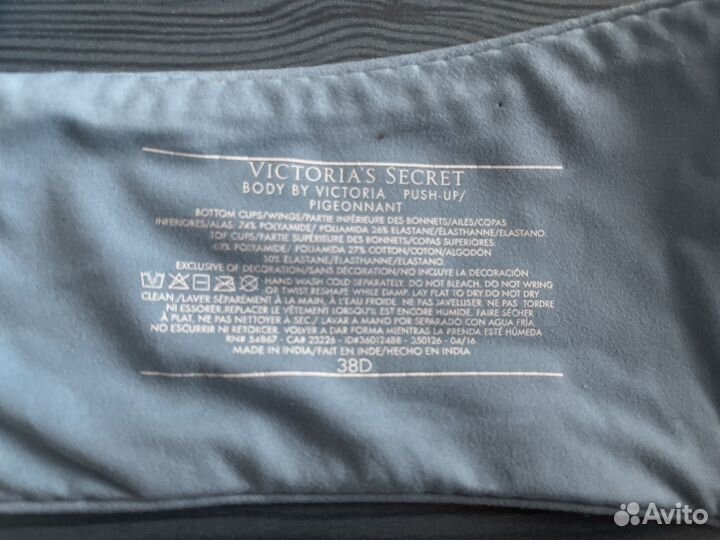 VICTORIA'S SECRET
BODY BY VICTORIA PUSH-UP/
PIGEONNANT
BOTTOM CUPS/WINGS/PARTIE INFÉRIEURE DES BONNETS/AILES/COPAS
INFERIORES/ALAS: 74% POLYAMIDE/ POLIAMIDA 26% ELASTANE/ÉLASTHANNE/ELASTANO.
TOP CUPS/PARTIE SUPÉRIEURE DES BONNETS/COPAS SUPERIORES:
63% POLYAMIDE/ POLIAMIDA 27% COTTON/COTON/ALGODÓN
10% ELASTANE/ÉLASTHANNE/ELASTANO
EXCLUSIVE OF DECORATION/SANS DÉCORATION/NO INCLUYE LA DECORACIÓN
HAND WASH COLD SEPARATELY. DO NOT BLEACH. DO NOT WRING
OR TWIST. RESHAPE WHILE DAMP. LAY FLAT TO DRY. DO NOT DRY
CLEAN./LAVER SÉPARÉMENT À LA MAIN, À L'EAU FROIDE. NE PAS JAVELLISER. NE PAS TORDRE
NI ESSORER. REPLACER LE VÊTEMENT LORSQU'IL EST ENCORE HUMIDE. FAIRE SÉCHER
À PLAT. NE PAS NETTOYER À SEC./ LAVAR A MANO POR SEPARADO CON AGUA FRÍA.
NO ESCURRIR NI RETORCER. VOLVER A DAR FORMA MIENTRAS LA PRENDA ESTÉ HÚMEDA
RN# 54867 - CA# 23226 - ID#36012488 - 350126 - 04/16
MADE IN INDIA/FAIT EN INDE/HECHO EN INDIA
38D
Avito